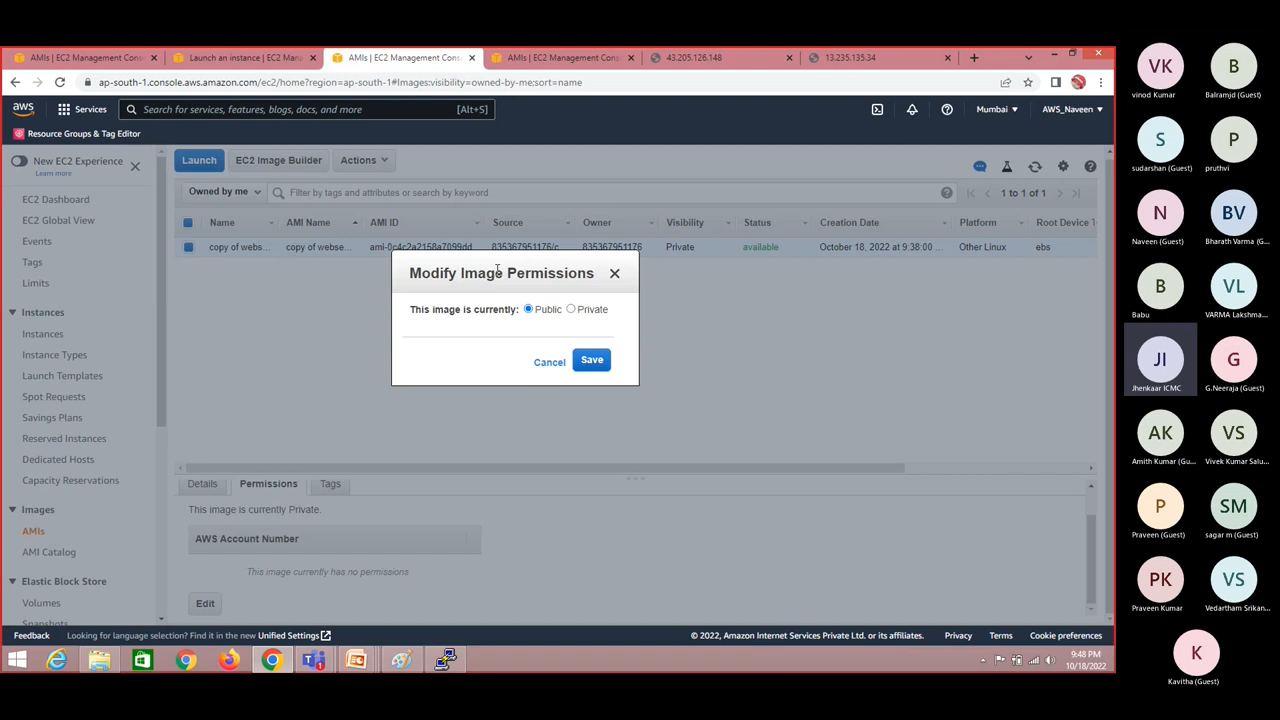 AMIs | EC2 Management Cons
Launch an instance | EC2 Mana
AMIs | EC2 Management Cons
AMIs | EC2 Management Cons
43.205.126.148
13.235.135.34
ap-south-1.console.aws.amazon.com/ec2/home?region=ap-south-1#Images:visibility=owned-by-me;sort=name
aws
Services
Search for services, features, blogs, docs, and more
[Alt+S]
Mumbai
AWS_Naveen
Resource Groups & Tag Editor
New EC2 Experience
Learn more
EC2 Dashboard
EC2 Global View
Events
Tags
Limits
Instances
Instances
Instance Types
Launch Templates
Spot Requests
Savings Plans
Reserved Instances
Dedicated Hosts
Capacity Reservations
Images
AMIs
AMI Catalog
Elastic Block Store
Volumes
Snapshots
Launch
EC2 Image Builder
Actions
Owned by me
Filter by tags and attributes or search by keyword
1 to 1 of 1
Name AMI Name AMI ID Source Owner Visibility Status Creation Date Platform Root Device
copy of webs... copy of webse... ami-0c4c2a2158a7099dd 835367951176/c 835367951176 Private available October 18, 2022 at 9:38:00 ... Other Linux ebs
Modify Image Permissions
This image is currently: Public Private
Cancel
Save
Details
Permissions
Tags
This image is currently Private.
AWS Account Number
This image currently has no permissions
Edit
Feedback
Looking for language selection? Find it in the new Unified Settings
© 2022, Amazon Internet Services Private Ltd. or its affiliates.
Privacy
Terms
Cookie preferences
9:48 PM
10/18/2022
VK
vinod Kumar
B
Balramjd (Guest)
S
sudarshan (Guest)
P
pruthvi
N
Naveen (Guest)
BV
Bharath Varma (G...
B
Babu
VL
VARMA Lakshma...
JI
Jhenkaar ICMC
G
G.Neeraja (Guest)
AK
Amith Kumar (Gu...
VS
Vivek Kumar Salu...
P
Praveen (Guest)
SM
sagar m (Guest)
PK
Praveen Kumar
VS
Vedartham Srikan...
K
Kavitha (Guest)